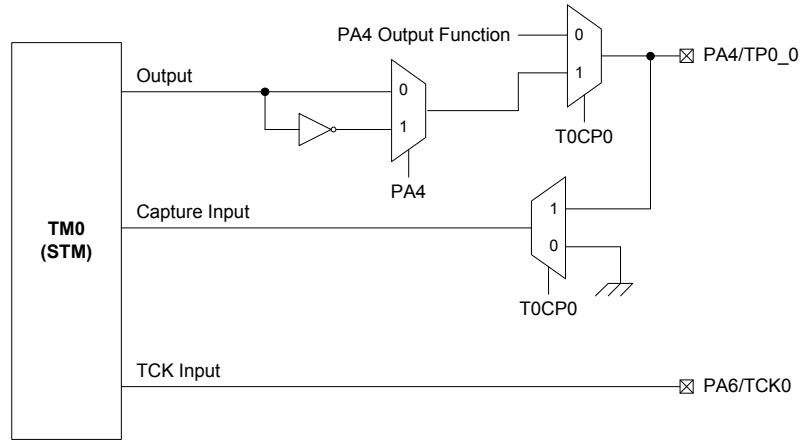 PA4 Output Function
0
PA4/TP0_0
Output
1
0
1
T0CP0
PA4
Capture Input
1
TM0
(STM)
0
T0CP0
TCK Input
PA6/TCK0